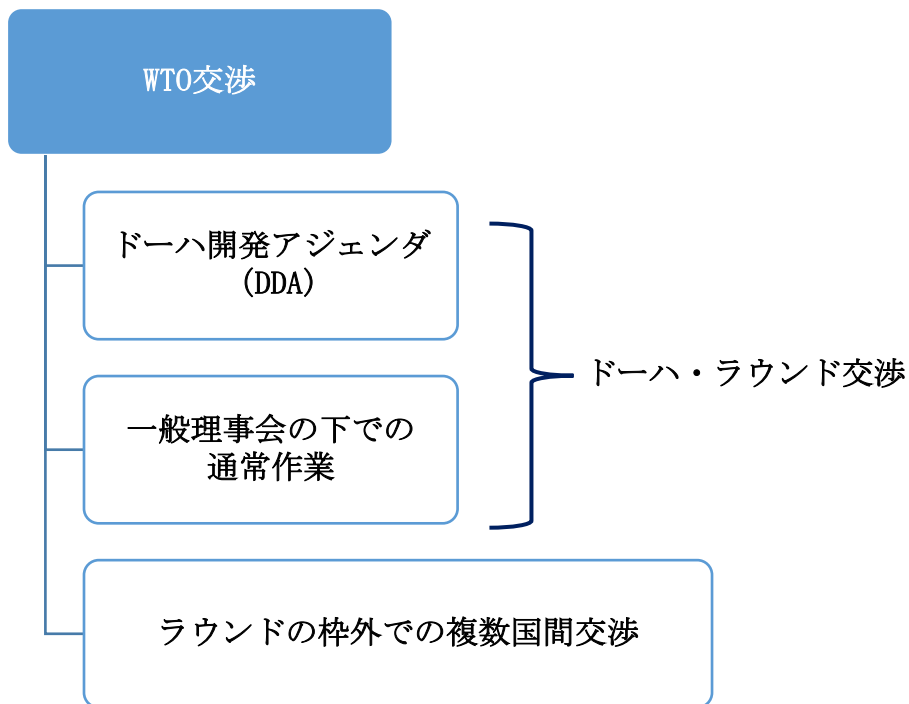 WTO交渉
ドーハ開発アジェンダ
(DDA)
一般理事会の下での
通常作業
ドーハ・ラウンド交渉
ラウンドの枠外での複数国間交渉